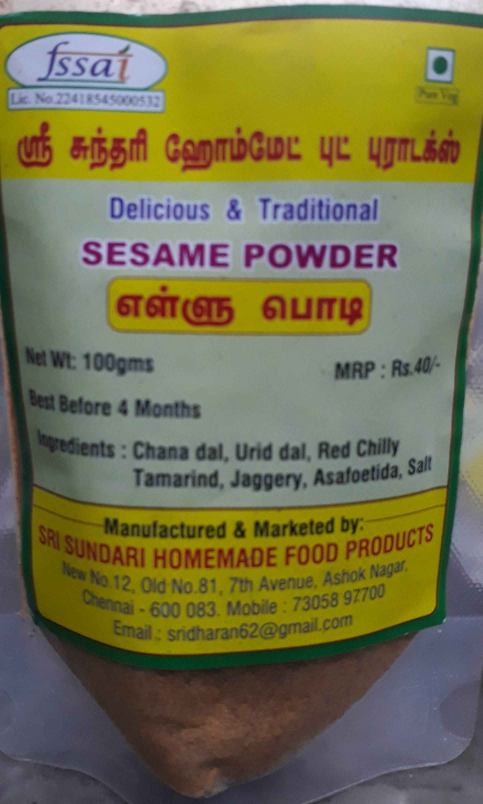 fssai
Lic. No.22418545000532
Pure Veg
ஸ்ரீ சுந்தரி ஹோம்மேட் புட் புராடக்ஸ்
Delicious & Traditional
SESAME POWDER
எள்ளு பொடி
Net Wt: 100gms
MRP : Rs.40/-
Best Before 4 Months
Ingredients : Chana dal, Urid dal, Red Chilly
Tamarind, Jaggery, Asafoetida, Salt
Manufactured & Marketed by:
SRI SUNDARI HOMEMADE FOOD PRODUCTS
New No.12, Old No.81, 7th Avenue, Ashok Nagar,
Chennai - 600 083. Mobile : 73058 97700
Email : sridharan62@gmail.com